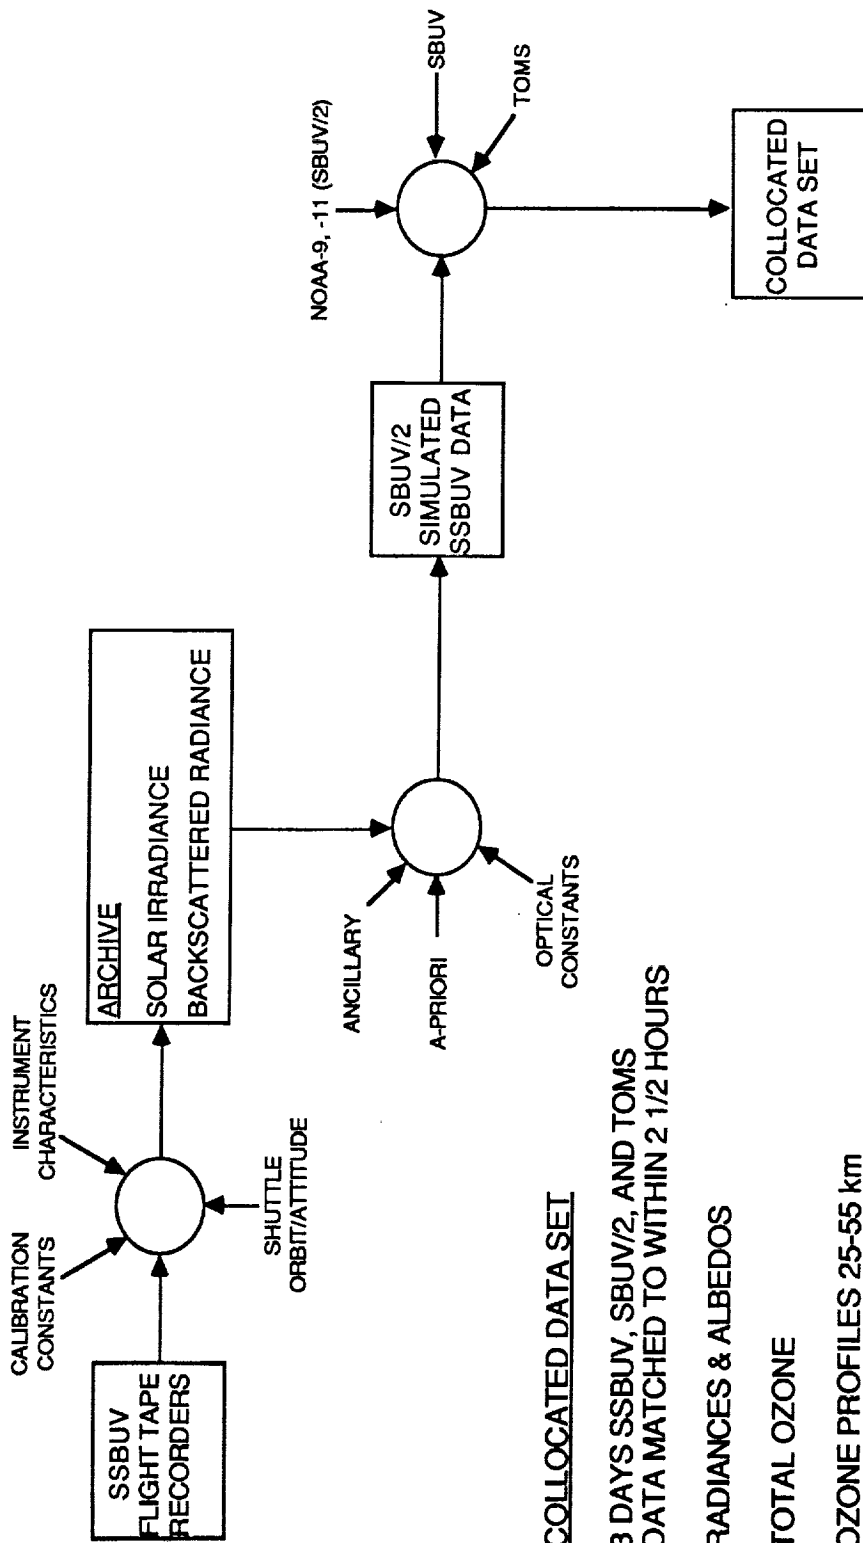 CALIBRATION
CONSTANTS
INSTRUMENT
CHARACTERISTICS
SSBUV
FLIGHT TAPE
RECORDERS
SHUTTLE
ORBIT/ATTITUDE
ARCHIVE
SOLAR IRRADIANCE
BACKSCATTERED RADIANCE
ANCILLARY
A-PRIORI
OPTICAL
CONSTANTS
SBUV/2
SIMULATED
SSBUV DATA
NOAA-9, -11 (SBUV/2)
SBUV
TOMS
COLLOCATED
DATA SET
COLLOCATED DATA SET
DAYS SSBUV, SBUV/2, AND TOMS
DATA MATCHED TO WITHIN 2 1/2 HOURS
RADIANCES & ALBEDOS
TOTAL OZONE
OZONE PROFILES 25-55 km